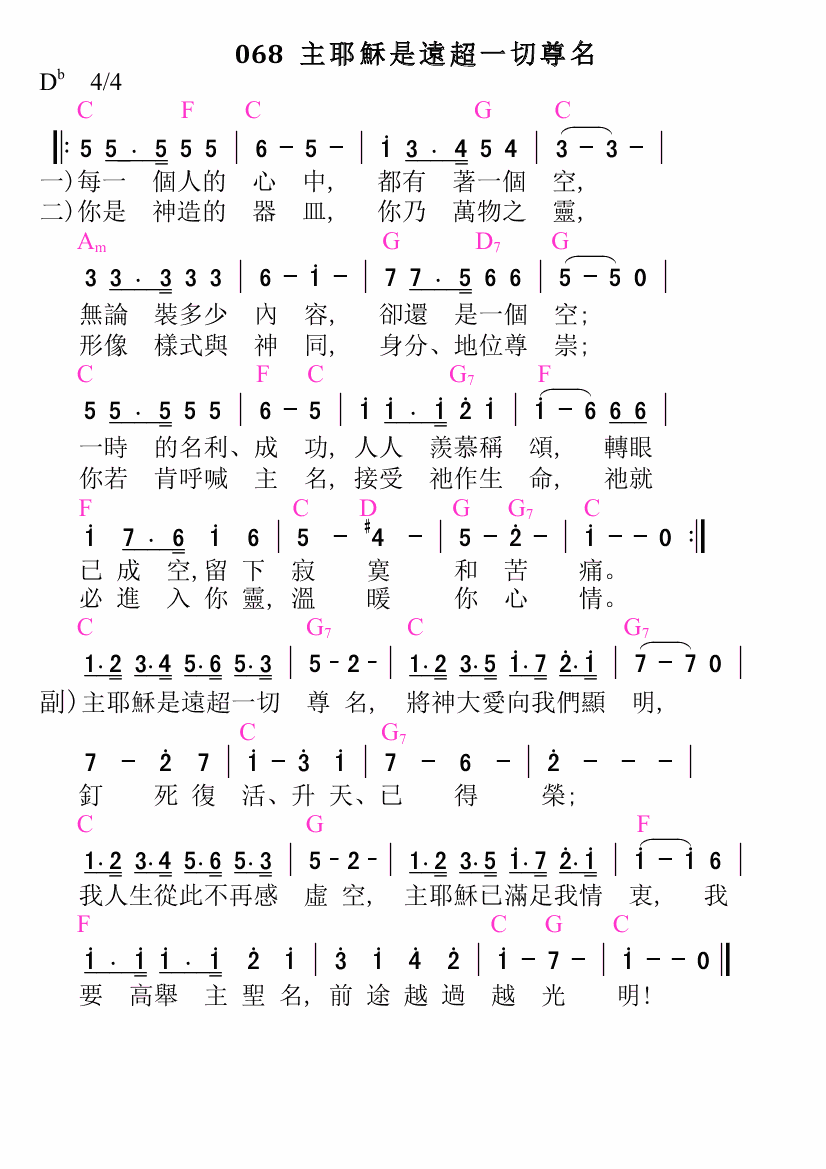 068 主耶穌是遠超一切尊名
Db 4/4
C F C G C
‖: 5 5 . 5 5 5 | 6 - 5 - | i 3 . 4 5 4 | 3 - 3 - |
一)每一 個人的 心 中, 都有 著一個 空,
二)你是 神造的 器 皿, 你乃 萬物之 靈,
Am G D7 G
3 3 . 3 3 3 | 6 - i - | 7 7 . 5 6 6 | 5 - 5 0 |
無論 裝多少 內 容, 卻還 是一個 空;
形像 樣式與 神 同, 身分、地位尊 崇;
C F C G7 F
5 5 . 5 5 5 | 6 - 5 | i i . i 2̇ i | i - 6 6 6 |
一時 的名利、成 功, 人人 羨慕稱 頌, 轉眼
你若 肯呼喊 主 名, 接受 祂作生 命, 祂就
F C D G G7 C
i 7 . 6 i 6 | 5 - #4 - | 5 - 2̇ - | i - - 0 :‖
已 成 空,留 下 寂 寞 和 苦 痛。
必 進 入 你 靈, 溫 暖 你 心 情。
C G7 C G7
1.2 3.4 5.6 5.3 | 5 - 2 - | 1.2 3.5 i.7 2̇.i | 7 - 7 0 |
副)主耶穌是遠超一切 尊 名, 將神大愛向我們顯 明,
C G7
7 - 2̇ 7 | i - 3̇ i | 7 - 6 - | 2̇ - - - |
釘 死 復 活、升 天、已 得 榮;
C G F
1.2 3.4 5.6 5.3 | 5 - 2 - | 1.2 3.5 i.7 2̇.i | i - i 6 |
我人生從此不再感 虛 空, 主耶穌已滿足我情 衷, 我
F C G C
i . i i . i 2̇ i | 3̇ i 4̇ 2̇ | i - 7 - | i - - 0 ‖
要 高舉 主 聖 名, 前 途 越 過 越 光 明!